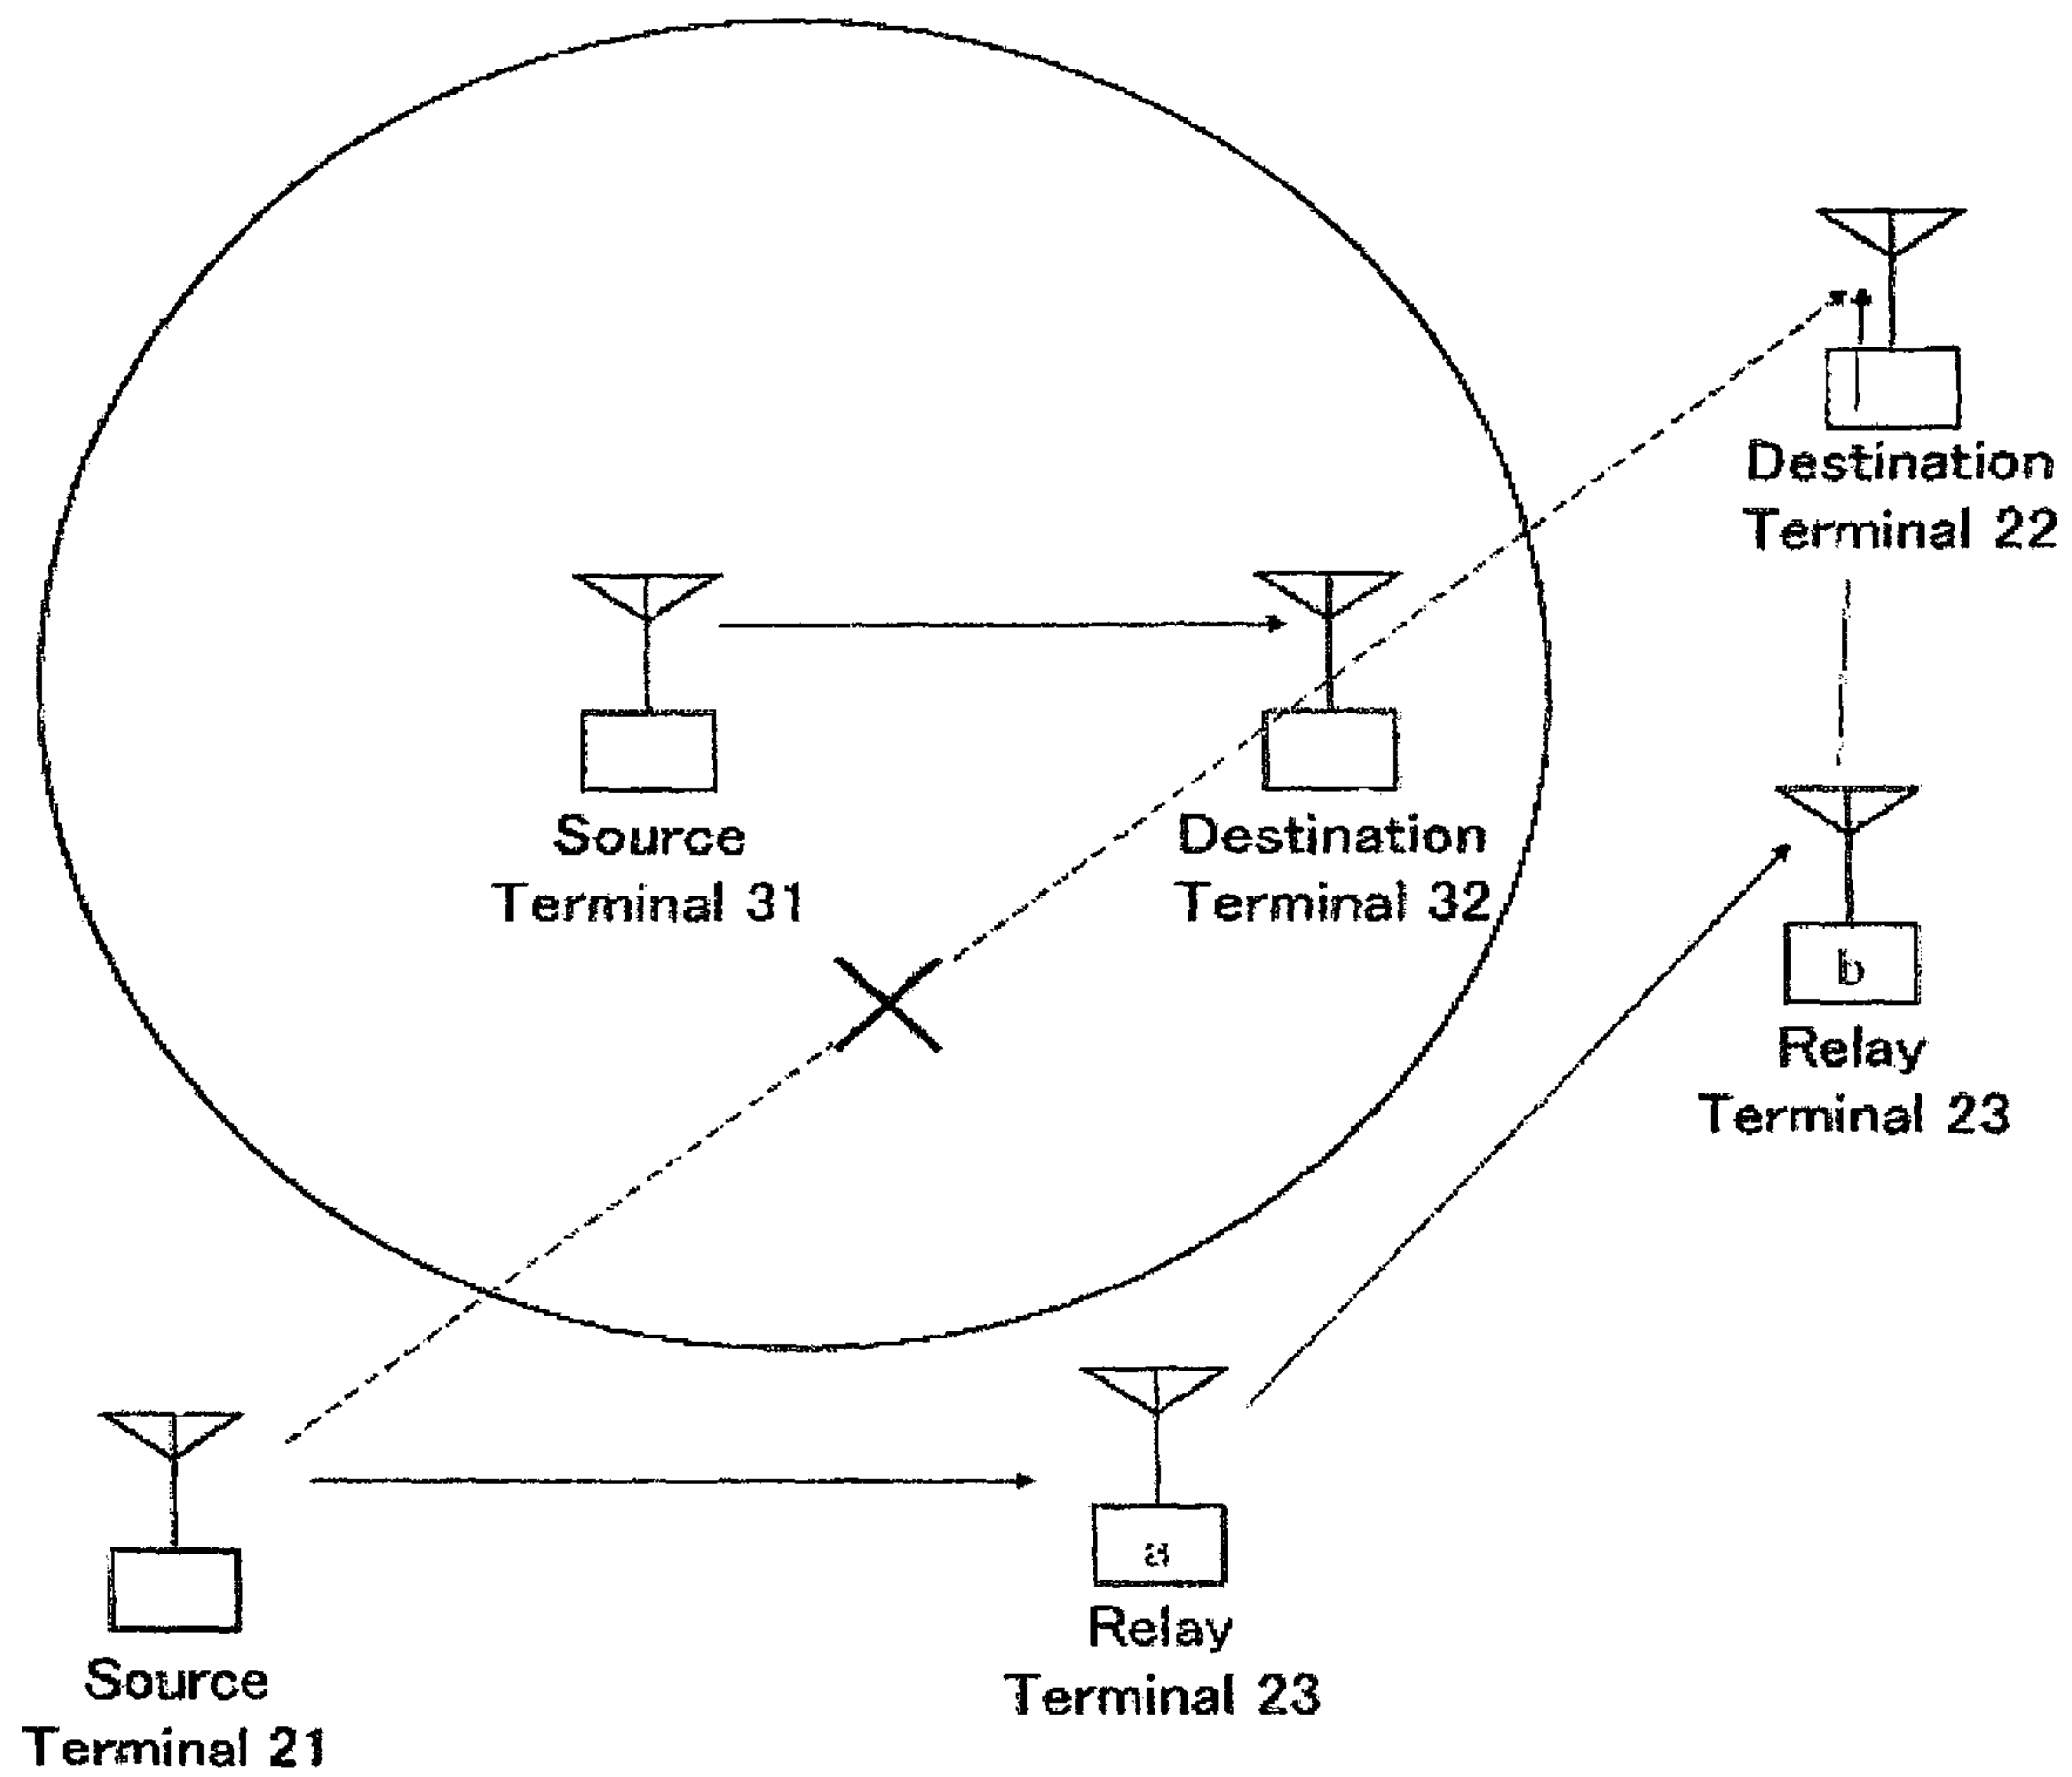 Destination
Terminal 22
Source
Terminal 31
Destination
Terminal 32
b
Relay
Terminal 23
a
Relay
Terminal 23
Source
Terminal 21